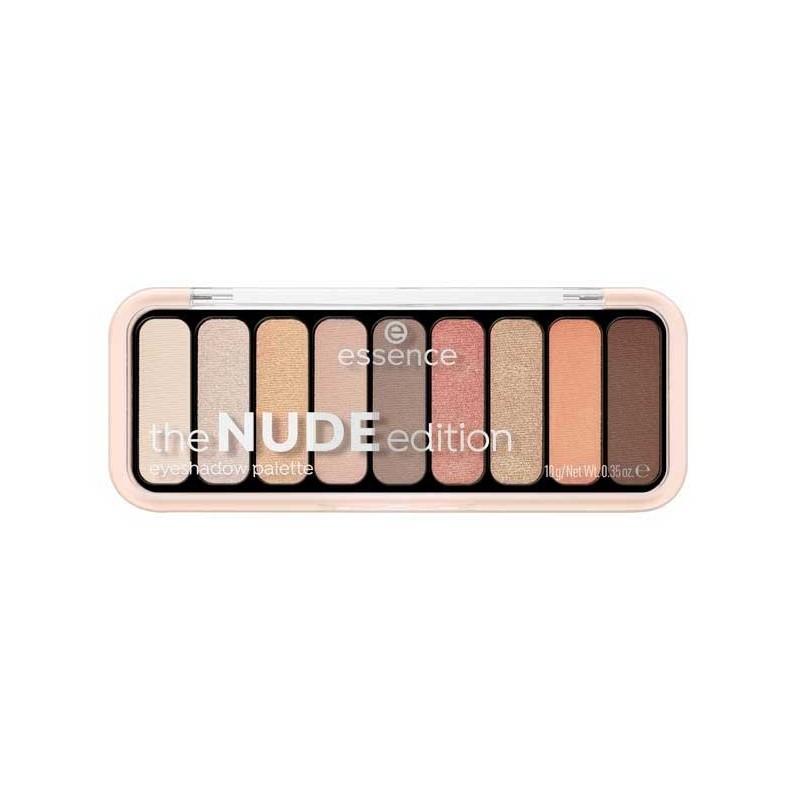 e
essence
the NUDE edition
eyeshadow palette
10g/Net Wt. 0.35 oz. ℮